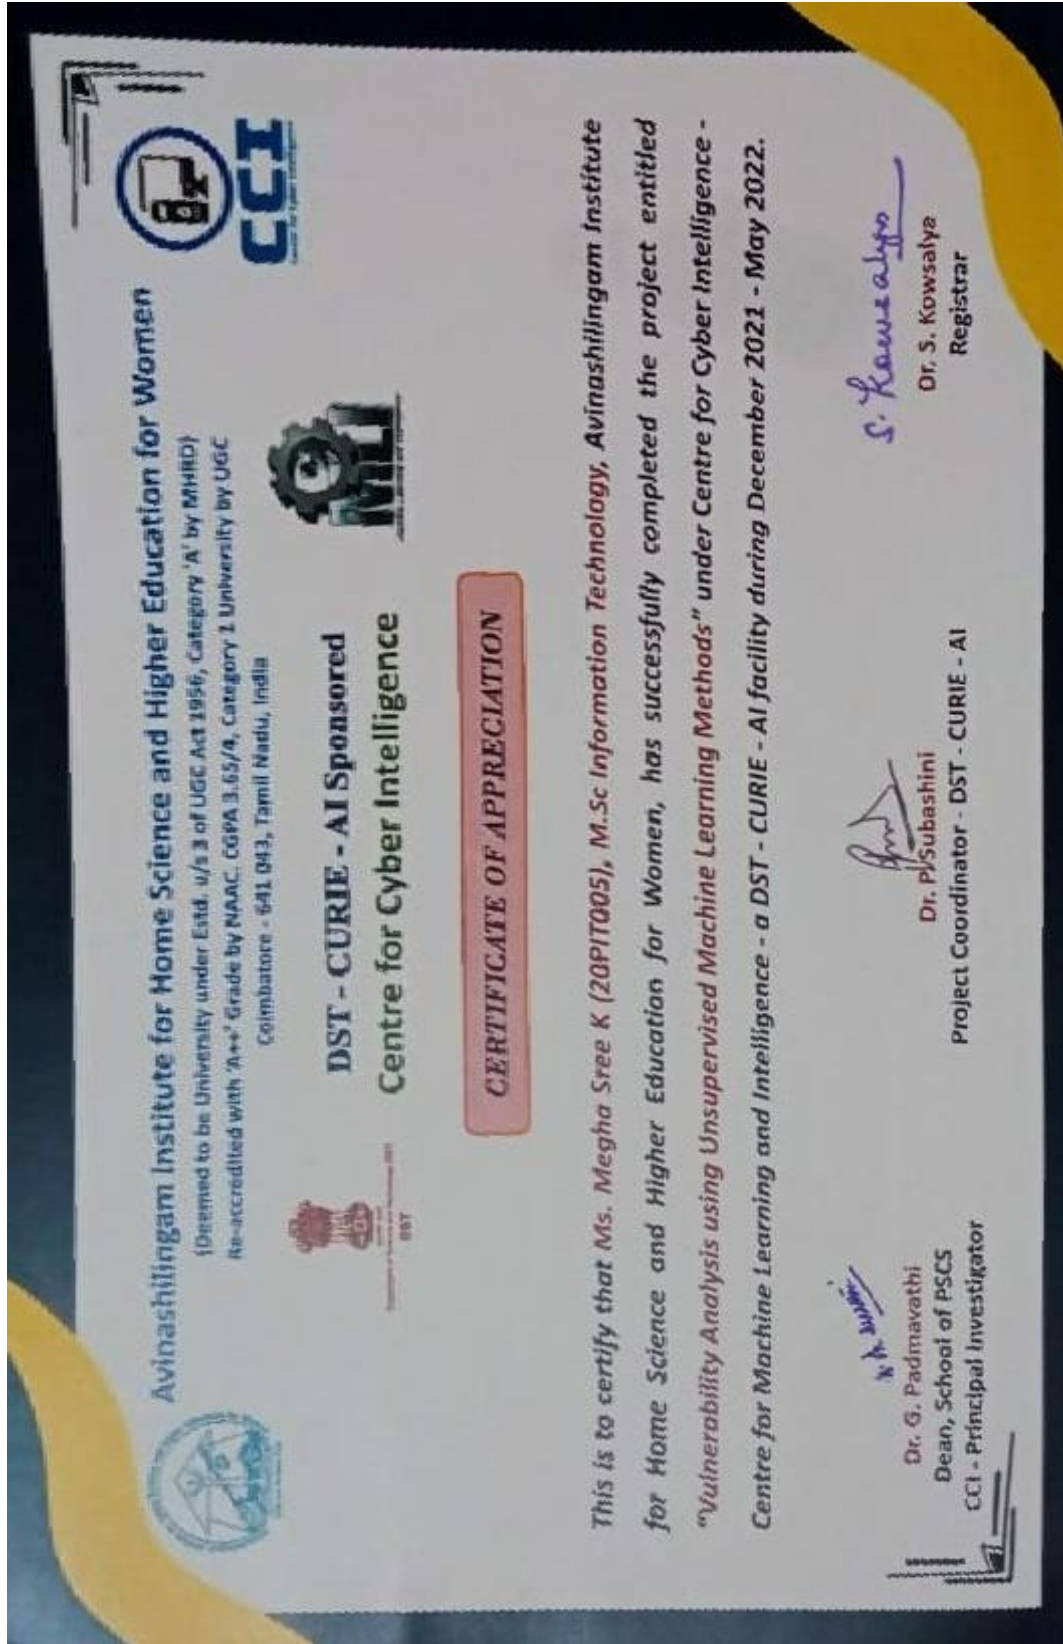 Avinashilingam Institute for Home Science and Higher Education for Women
(Deemed to be University under Estd. u/s 3 of UGC Act 1956, Category 'A' by MHRD)
Re-accredited with 'A++' Grade by NAAC. CGPA 3.65/4, Category 1 University by UGC
Coimbatore - 641 043, Tamil Nadu, India
CCI
DST - CURIE - AI Sponsored
Centre for Cyber Intelligence
MLI
DST
CERTIFICATE OF APPRECIATION
This is to certify that Ms. Megha Sree K (20PIT005), M.Sc Information Technology, Avinashilingam Institute
for Home Science and Higher Education for Women, has successfully completed the project entitled
"Vulnerability Analysis using Unsupervised Machine Learning Methods" under Centre for Cyber Intelligence -
Centre for Machine Learning and Intelligence - a DST - CURIE - AI facility during December 2021 - May 2022.
S. Kowsalya
Dr. G. Padmavathi
Dean, School of PSCS
CCI - Principal Investigator
Dr. P. Subashini
Project Coordinator - DST - CURIE - AI
Dr. S. Kowsalya
Registrar